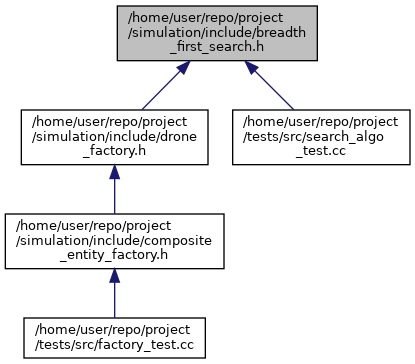 /home/user/repo/project
/simulation/include/breadth
_first_search.h
/home/user/repo/project
/simulation/include/drone
_factory.h
/home/user/repo/project
/tests/src/search_algo
_test.cc
/home/user/repo/project
/simulation/include/composite
_entity_factory.h
/home/user/repo/project
/tests/src/factory_test.cc